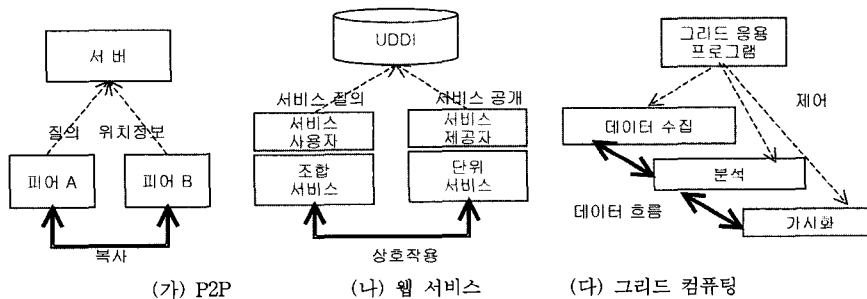 서 버
질의 위치정보
피어 A
피어 B
복사
(가) P2P
UDDI
서비스 질의
서비스 공개
서비스
사용자
서비스
제공자
조합
서비스
단위
서비스
상호작용
(나) 웹 서비스
그리드 응용
프로그램
제어
데이터 수집
분석
데이터 흐름
가시화
(다) 그리드 컴퓨팅